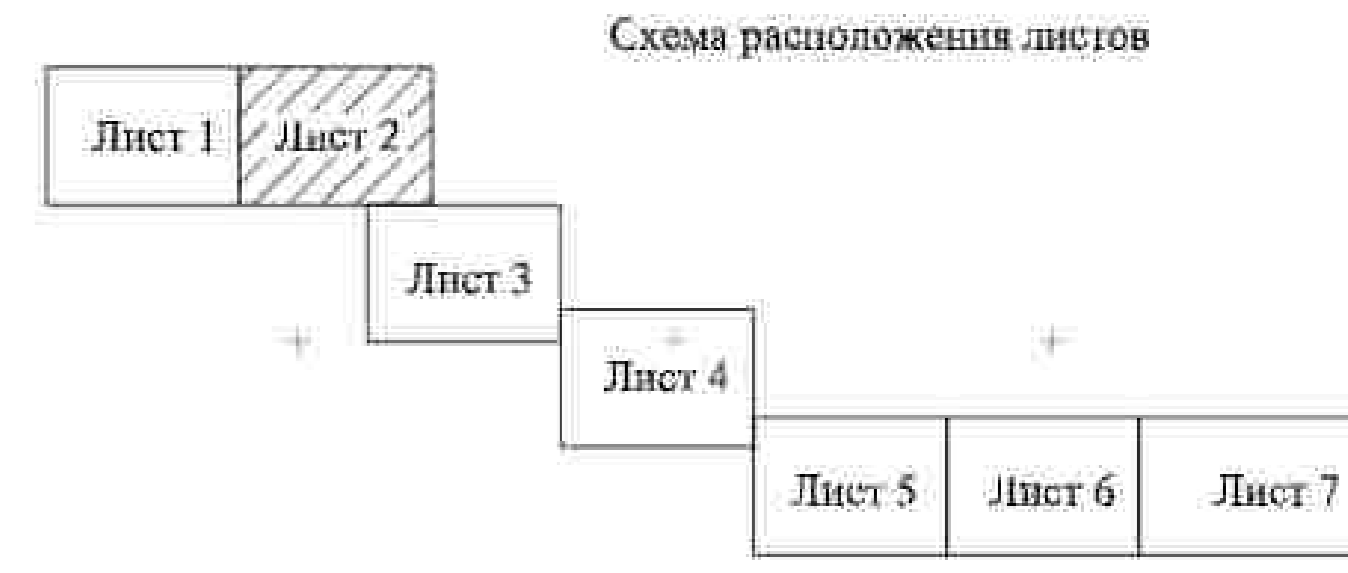 Схема расположения листов
Лист 1
Лист 2
Лист 3
Лист 4
Лист 5
Лист 6
Лист 7